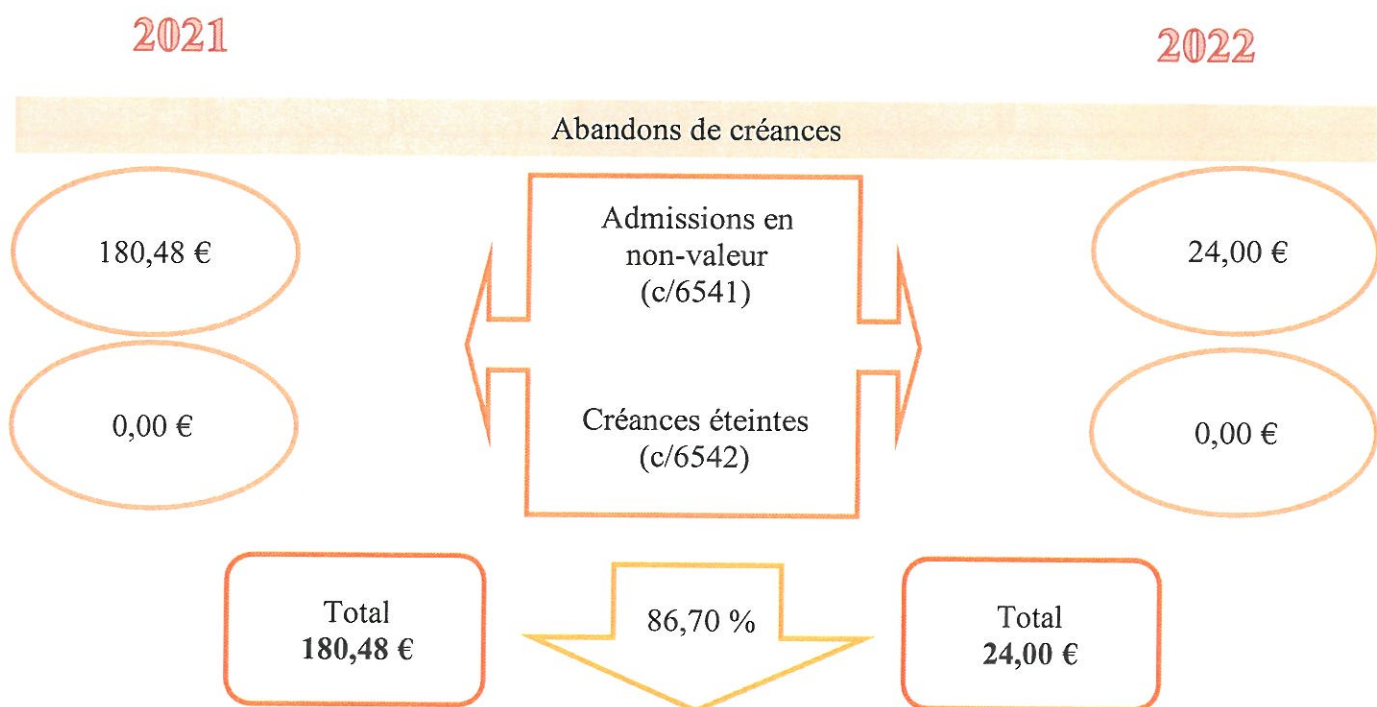 2021
2022
Abandons de créances
180,48 €
Admissions en
non-valeur
(c/6541)
24,00 €
0,00 €
Créances éteintes
(c/6542)
0,00 €
Total
180,48 €
86,70 %
Total
24,00 €